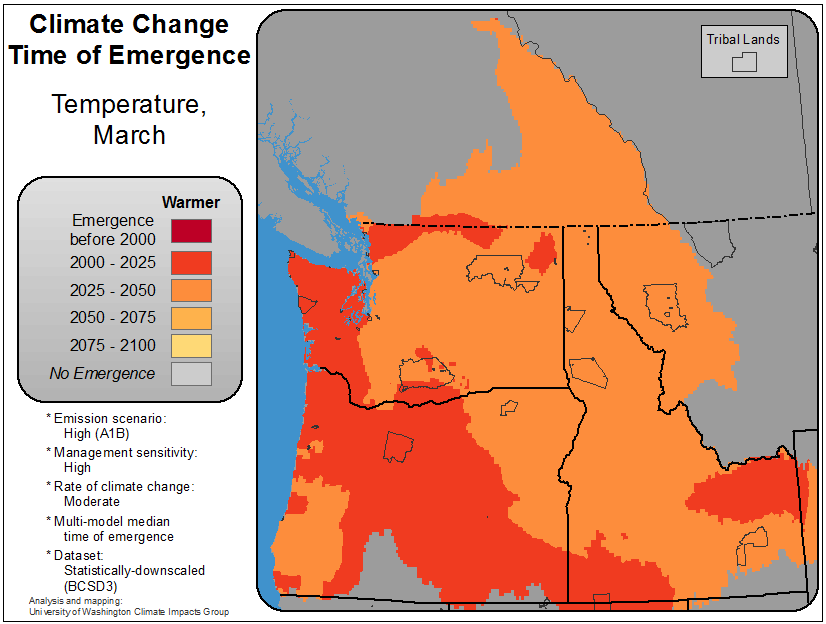 Climate Change
Time of Emergence
Temperature,
March
Tribal Lands
Warmer
Emergence
before 2000
2000 - 2025
2025 - 2050
2050 - 2075
2075 - 2100
No Emergence
* Emission scenario:
High (A1B)
* Management sensitivity:
High
* Rate of climate change:
Moderate
* Multi-model median
time of emergence
* Dataset:
Statistically-downscaled
(BCSD3)
Analysis and mapping:
University of Washington Climate Impacts Group